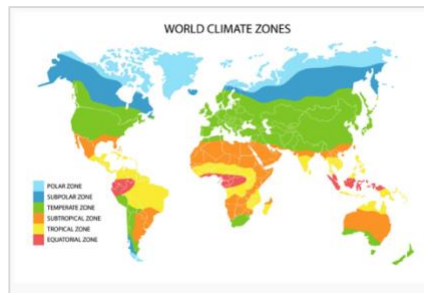 WORLD CLIMATE ZONES
POLAR ZONE
SUBPOLAR ZONE
TEMPERATE ZONE
SUBTROPICAL ZONE
TROPICAL ZONE
EQUATORIAL ZONE